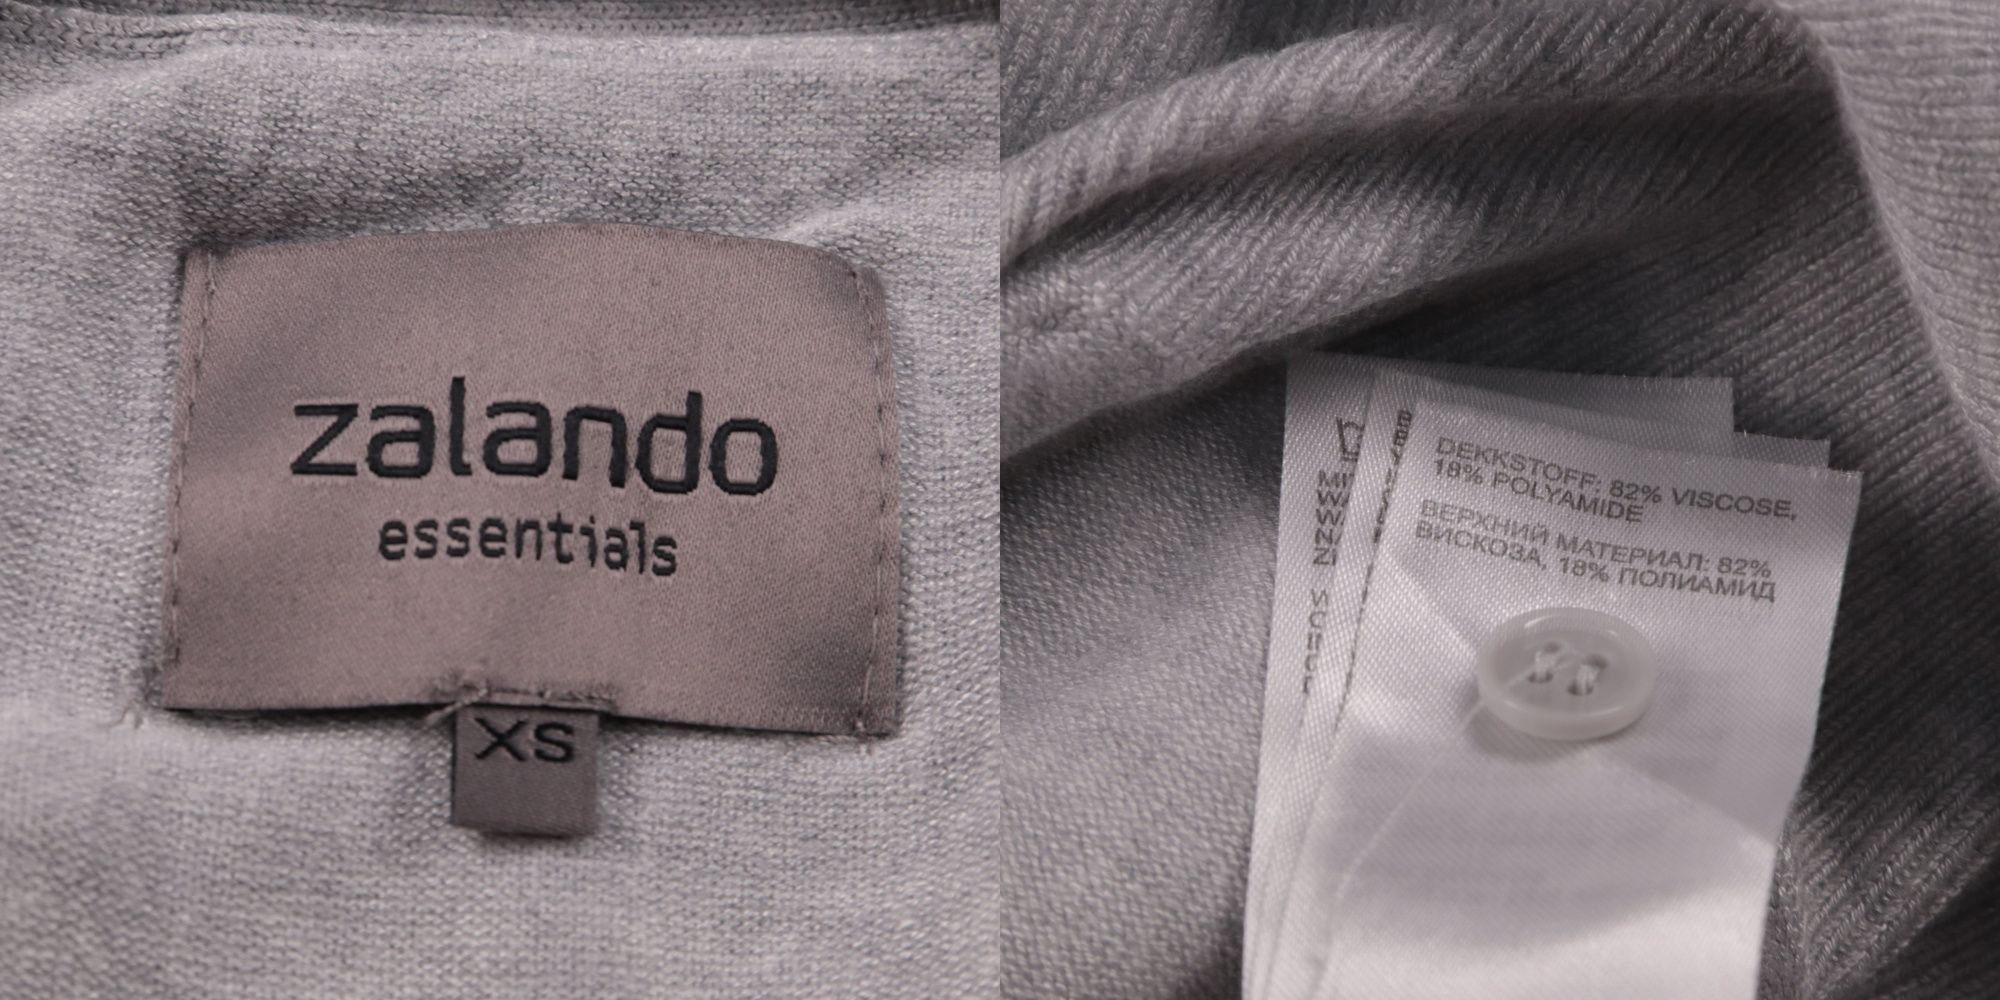 zalando
essentials
XS
DEKKSTOFF: 82% VISCOSE,
18% POLYAMIDE
ВЕРХНИЙ МАТЕРИАЛ: 82%
ВИСКОЗА, 18% ПОЛИАМИД